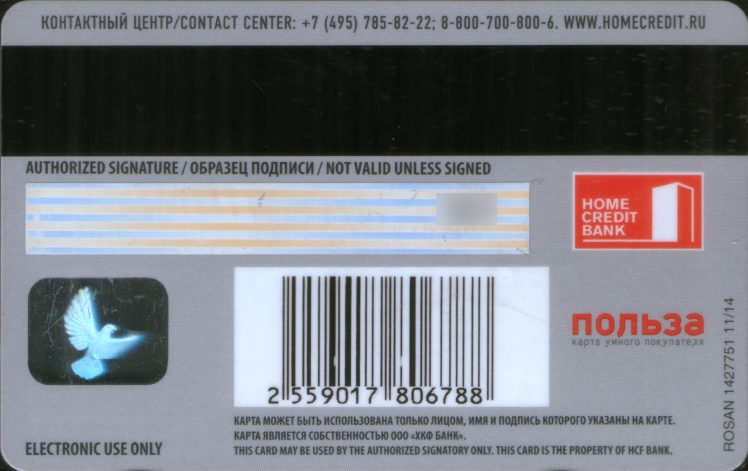 КОНТАКТНЫЙ ЦЕНТР/CONTACT CENTER: +7 (495) 785-82-22; 8-800-700-800-6. WWW.HOMECREDIT.RU
AUTHORIZED SIGNATURE / ОБРАЗЕЦ ПОДПИСИ / NOT VALID UNLESS SIGNED
HOME
CREDIT
BANK
польза
карта умного покупателя
2 559017 806788
ROSAN 1427751 11/14
КАРТА МОЖЕТ БЫТЬ ИСПОЛЬЗОВАНА ТОЛЬКО ЛИЦОМ, ИМЯ И ПОДПИСЬ КОТОРОГО УКАЗАНЫ НА КАРТЕ.
КАРТА ЯВЛЯЕТСЯ СОБСТВЕННОСТЬЮ ООО «ХКФ БАНК».
THIS CARD MAY BE USED BY THE AUTHORIZED SIGNATORY ONLY. THIS CARD IS THE PROPERTY OF HCF BANK.
ELECTRONIC USE ONLY